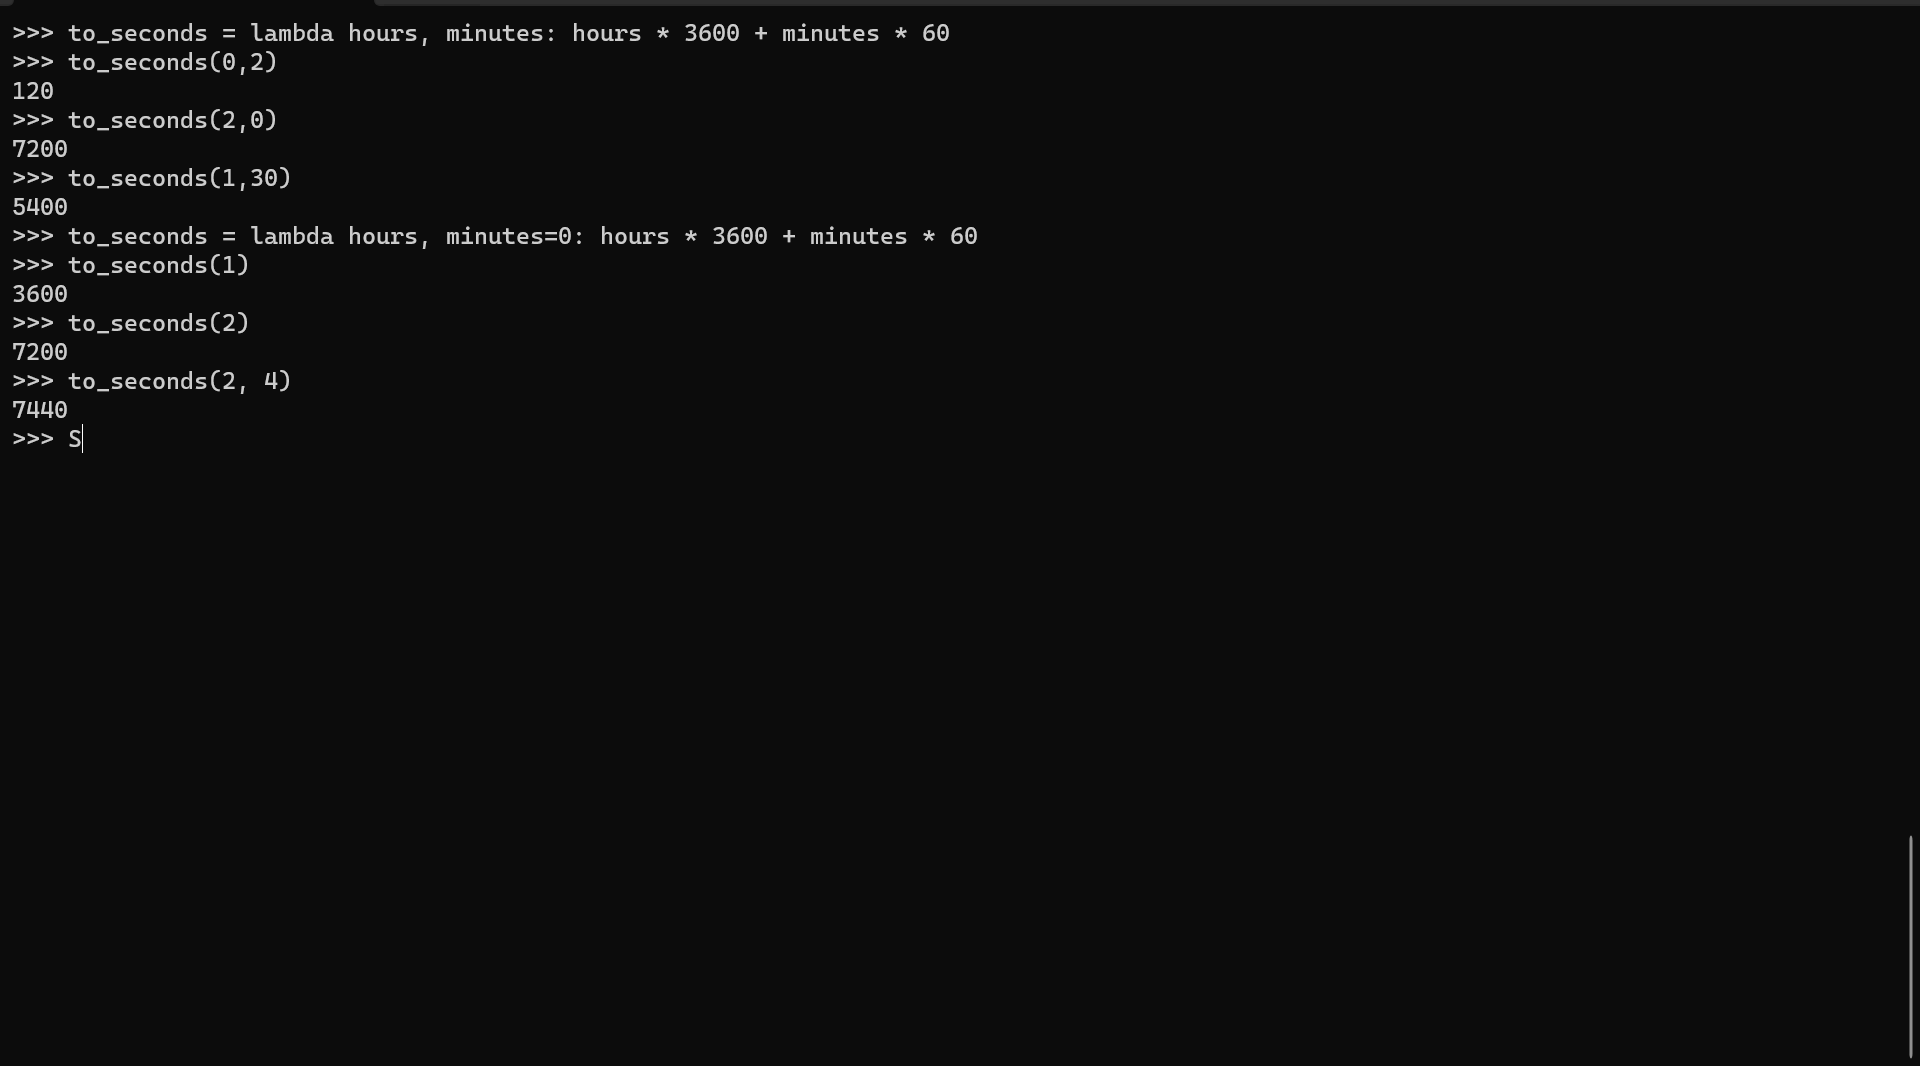 >>> to_seconds = lambda hours, minutes: hours * 3600 + minutes * 60
>>> to_seconds(0,2)
120
>>> to_seconds(2,0)
7200
>>> to_seconds(1,30)
5400
>>> to_seconds = lambda hours, minutes=0: hours * 3600 + minutes * 60
>>> to_seconds(1)
3600
>>> to_seconds(2)
7200
>>> to_seconds(2, 4)
7440
>>> S